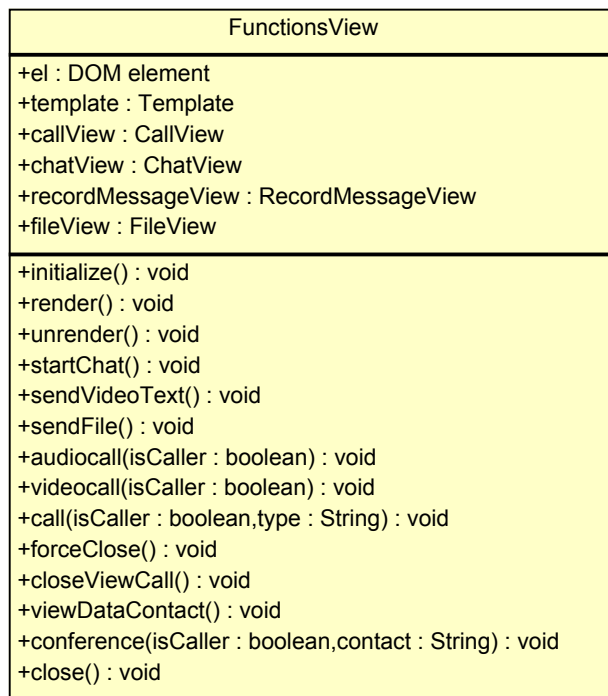 FunctionsView
+el : DOM element
+template : Template
+callView : CallView
+chatView : ChatView
+recordMessageView : RecordMessageView
+fileView : FileView
+initialize() : void
+render() : void
+unrender() : void
+startChat() : void
+sendVideoText() : void
+sendFile() : void
+audiocall(isCaller : boolean) : void
+videocall(isCaller : boolean) : void
+call(isCaller : boolean,type : String) : void
+forceClose() : void
+closeViewCall() : void
+viewDataContact() : void
+conference(isCaller : boolean,contact : String) : void
+close() : void